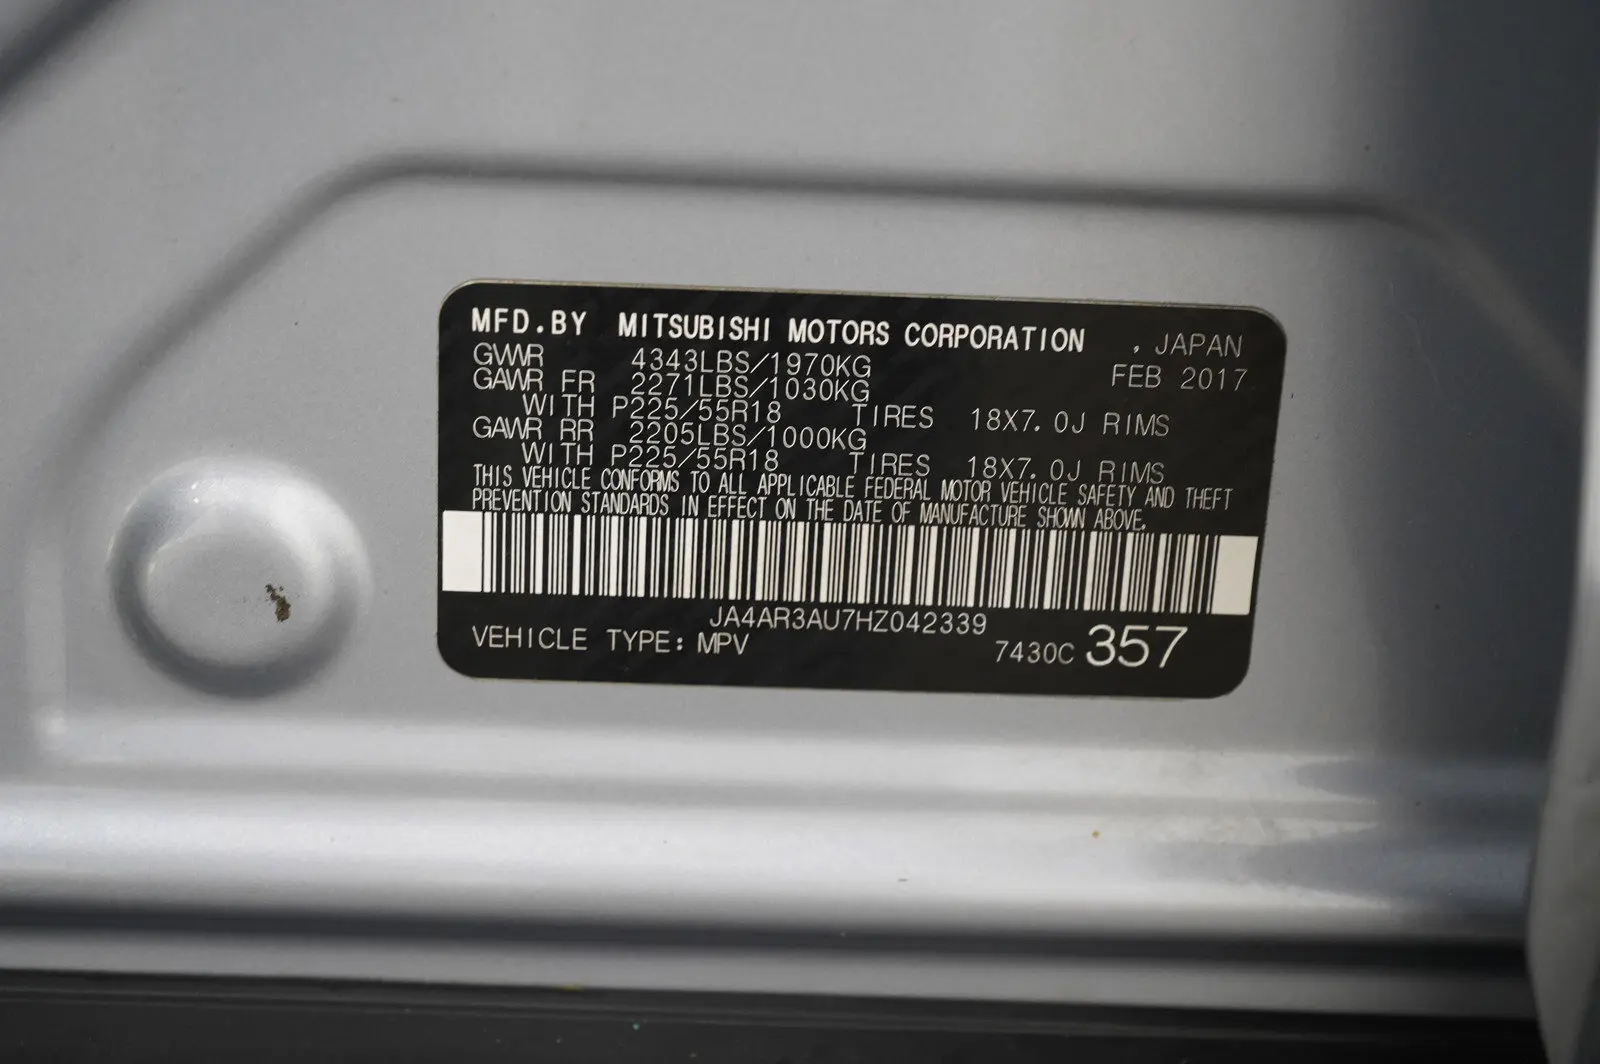 MFD.BY MITSUBISHI MOTORS CORPORATION , JAPAN
GVWR 4343LBS/1970KG FEB 2017
GAWR FR 2271LBS/1030KG
WITH P225/55R18 TIRES 18X7.0J RIMS
GAWR RR 2205LBS/1000KG
WITH P225/55R18 TIRES 18X7.0J RIMS
THIS VEHICLE CONFORMS TO ALL APPLICABLE FEDERAL MOTOR VEHICLE SAFETY AND THEFT
PREVENTION STANDARDS IN EFFECT ON THE DATE OF MANUFACTURE SHOWN ABOVE.
JA4AR3AU7HZ042339
VEHICLE TYPE: MPV 7430C 357